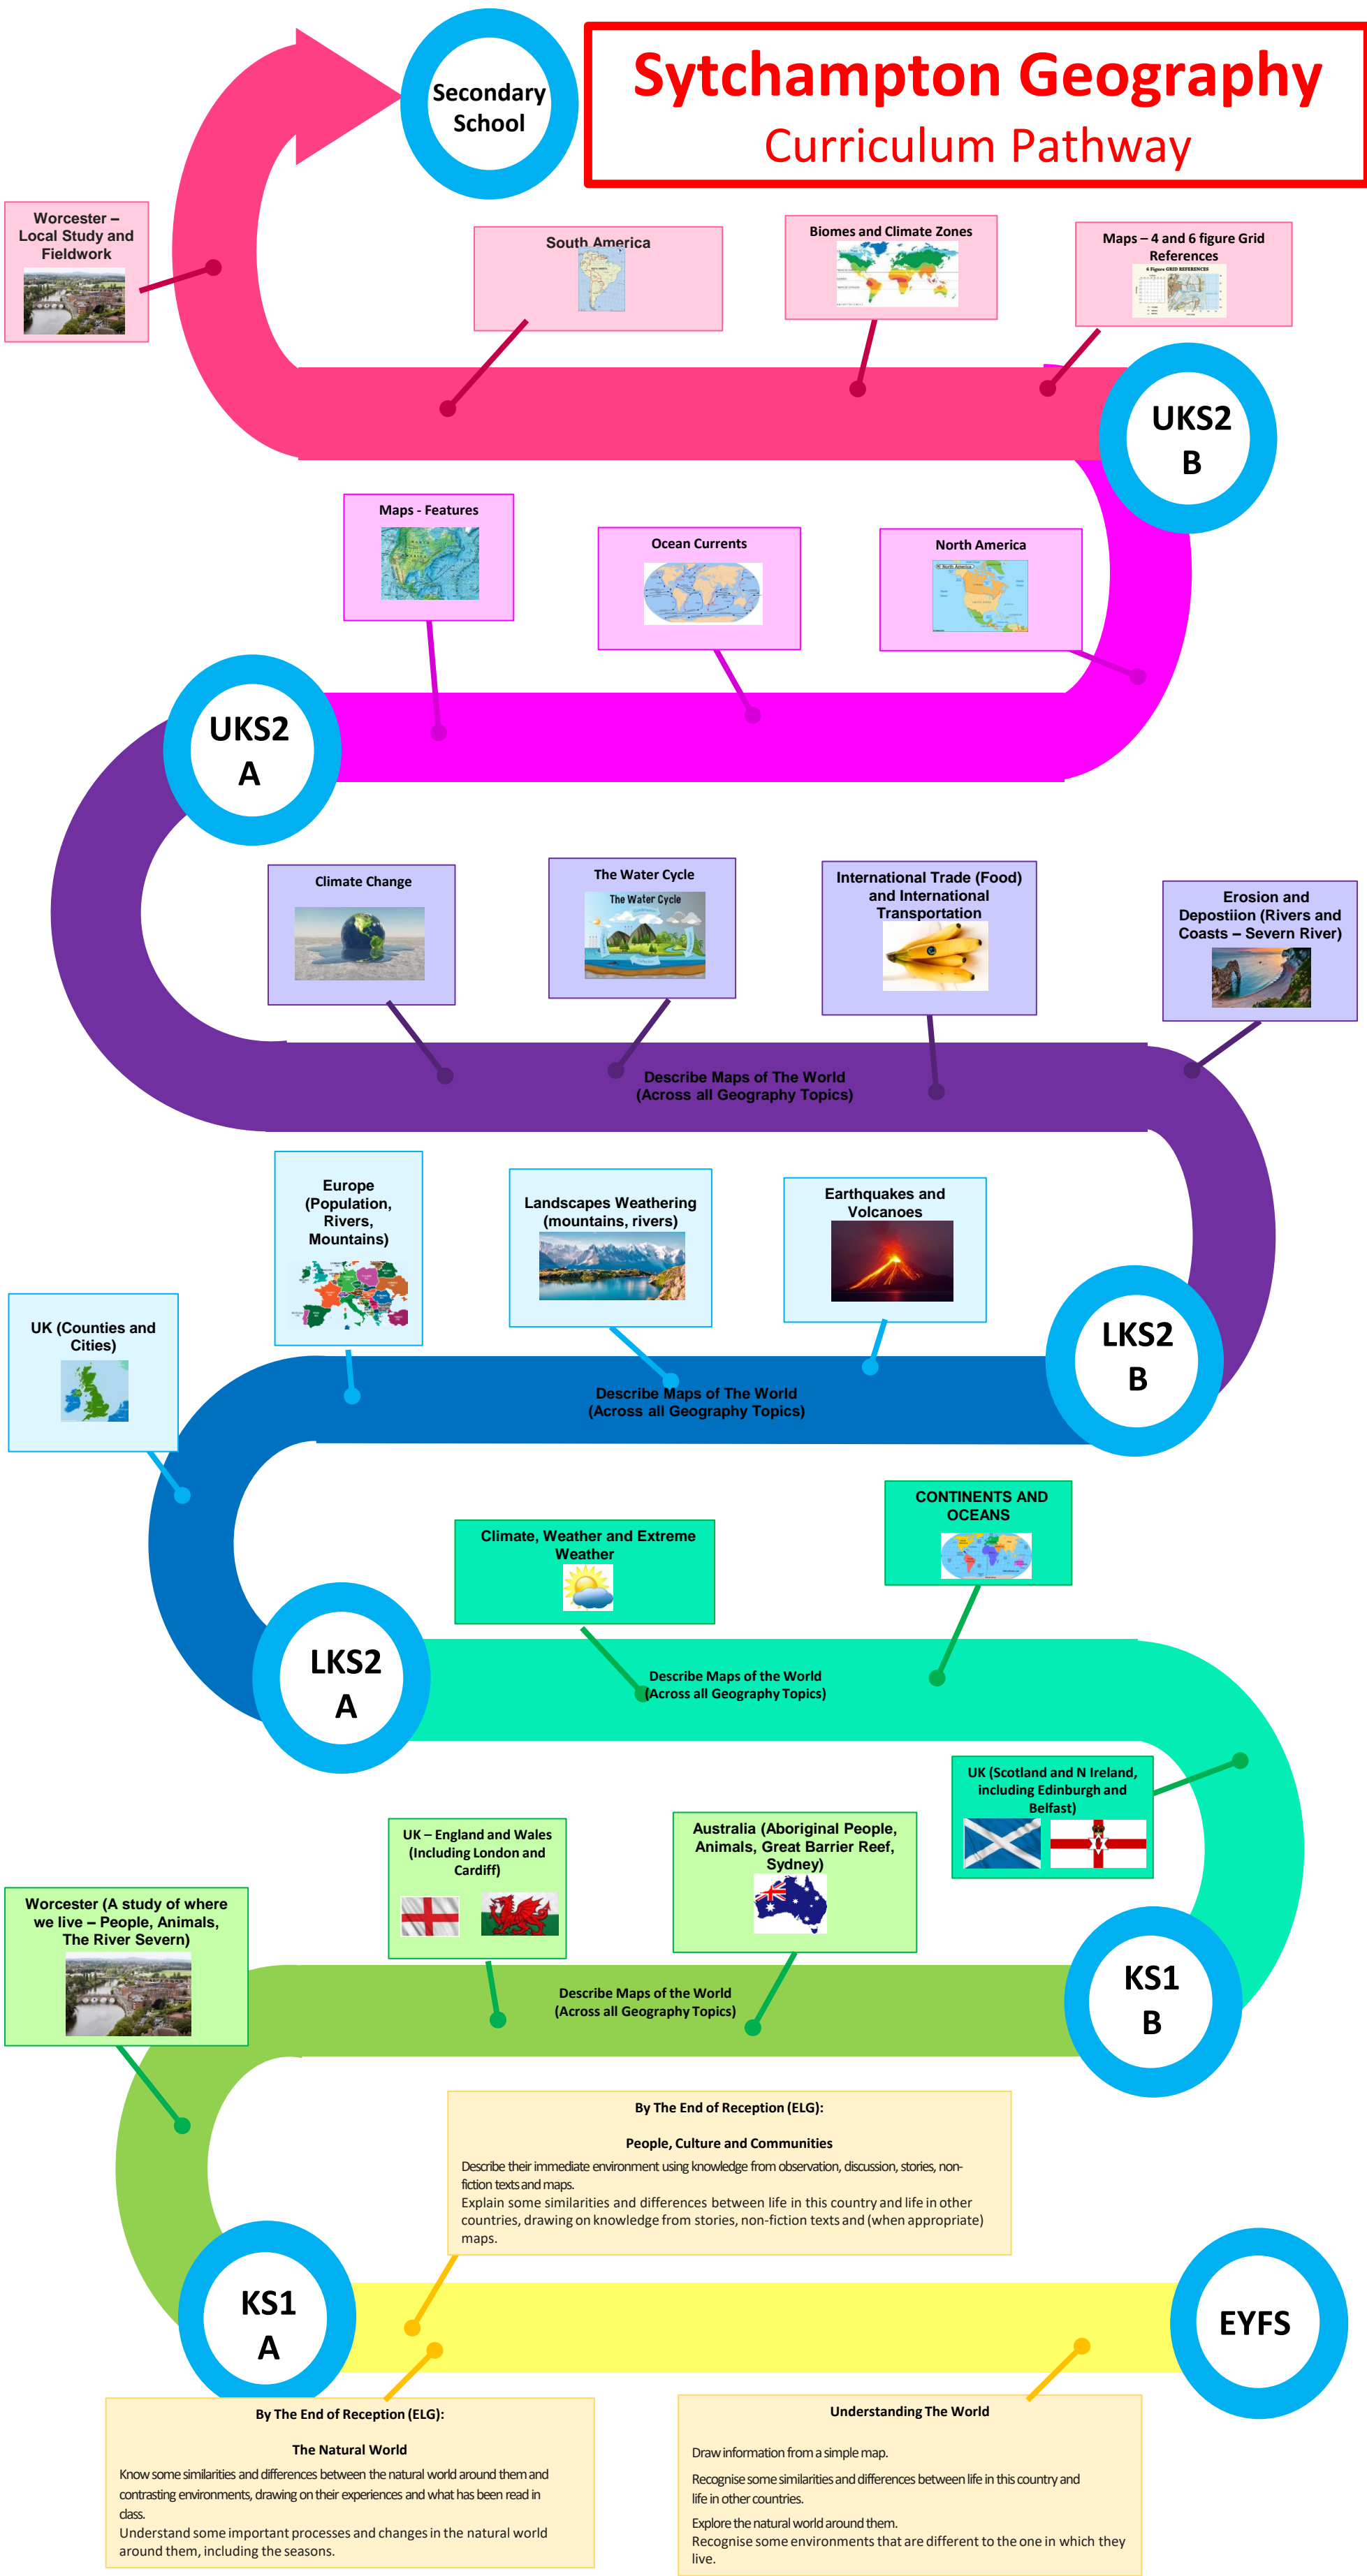 Sytchampton Geography
Curriculum Pathway
Secondary
School
Worcester –
Local Study and
Fieldwork
South America
Biomes and Climate Zones
Maps – 4 and 6 figure Grid
References
6 Figure GRID REFERENCES
UKS2
B
Maps - Features
Ocean Currents
North America
North America
UKS2
A
Climate Change
The Water Cycle
The Water Cycle
International Trade (Food)
and International
Transportation
Erosion and
Depostiion (Rivers and
Coasts – Severn River)
Describe Maps of The World
(Across all Geography Topics)
Europe
(Population,
Rivers,
Mountains)
Landscapes Weathering
(mountains, rivers)
Earthquakes and
Volcanoes
UK (Counties and
Cities)
LKS2
B
Describe Maps of The World
(Across all Geography Topics)
CONTINENTS AND
OCEANS
Climate, Weather and Extreme
Weather
LKS2
A
Describe Maps of the World
(Across all Geography Topics)
UK (Scotland and N Ireland,
including Edinburgh and
Belfast)
UK – England and Wales
(Including London and
Cardiff)
Australia (Aboriginal People,
Animals, Great Barrier Reef,
Sydney)
Worcester (A study of where
we live – People, Animals,
The River Severn)
KS1
B
Describe Maps of the World
(Across all Geography Topics)
By The End of Reception (ELG):
People, Culture and Communities
Describe their immediate environment using knowledge from observation, discussion, stories, non-
fiction texts and maps.
Explain some similarities and differences between life in this country and life in other
countries, drawing on knowledge from stories, non-fiction texts and (when appropriate)
maps.
KS1
A
EYFS
By The End of Reception (ELG):
The Natural World
Know some similarities and differences between the natural world around them and
contrasting environments, drawing on their experiences and what has been read in
class.
Understand some important processes and changes in the natural world
around them, including the seasons.
Understanding The World
Draw information from a simple map.
Recognise some similarities and differences between life in this country and
life in other countries.
Explore the natural world around them.
Recognise some environments that are different to the one in which they
live.